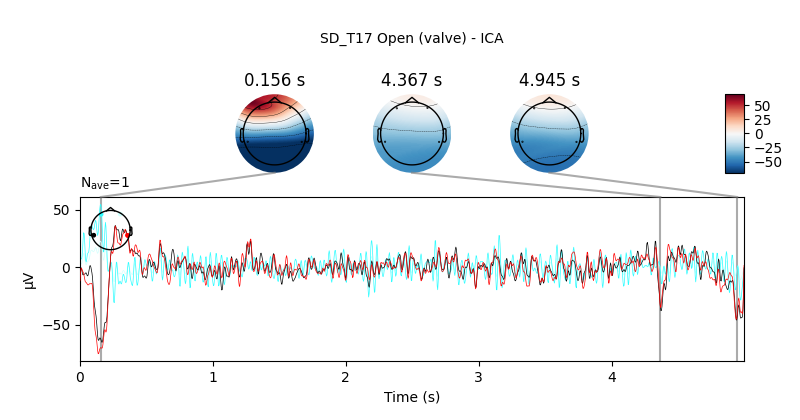 SD_T17 Open (valve) - ICA
0.156 s 4.367 s 4.945 s
50
25
0
−25
−50
Nave=1
50
0
−50
µV
0 1 2 3 4
Time (s)